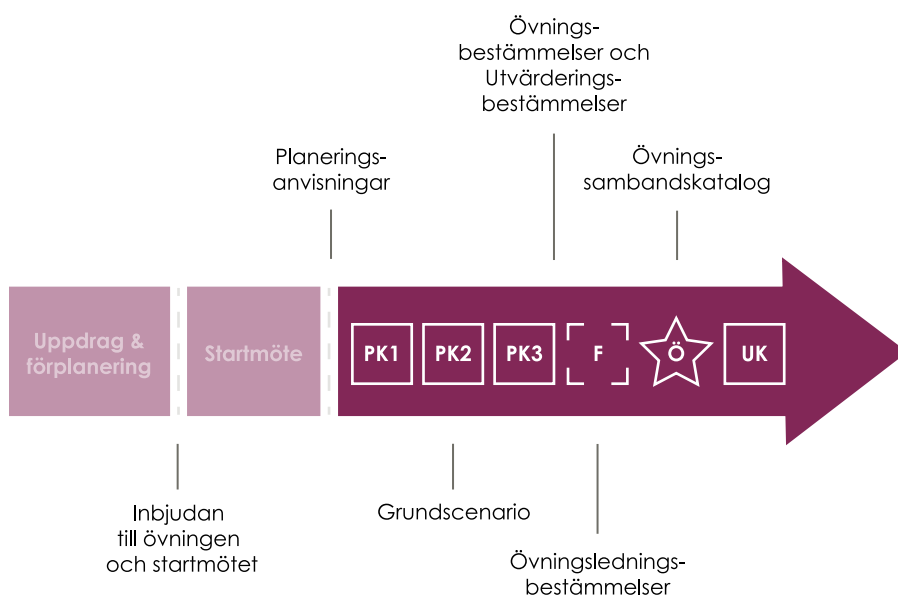 Övnings-
bestämmelser och
Utvärderings-
bestämmelser
Planerings-
anvisningar
Övnings-
sambandskatalog
Uppdrag &
förplanering
Startmöte
PK1
PK2
PK3
F
Ö
UK
Inbjudan
till övningen
och startmötet
Grundscenario
Övningslednings-
bestämmelser